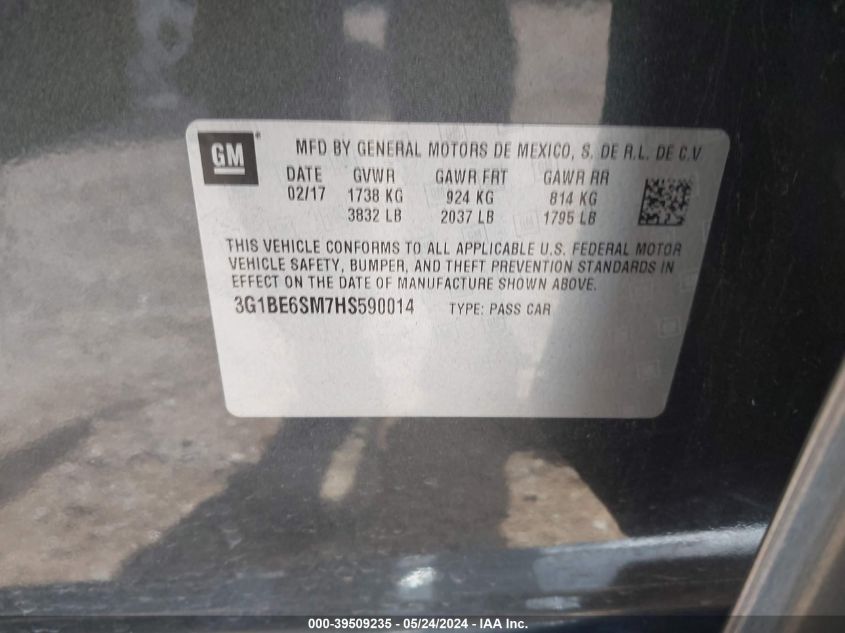 GM ®
MFD BY GENERAL MOTORS DE MEXICO, S. DE R.L. DE C.V
DATE GVWR GAWR FRT GAWR RR
02/17 1738 KG 924 KG 814 KG
3832 LB 2037 LB 1795 LB
THIS VEHICLE CONFORMS TO ALL APPLICABLE U.S. FEDERAL MOTOR
VEHICLE SAFETY, BUMPER, AND THEFT PREVENTION STANDARDS IN
EFFECT ON THE DATE OF MANUFACTURE SHOWN ABOVE.
3G1BE6SM7HS590014 TYPE: PASS CAR
000-39509235 - 05/24/2024 - IAA Inc.